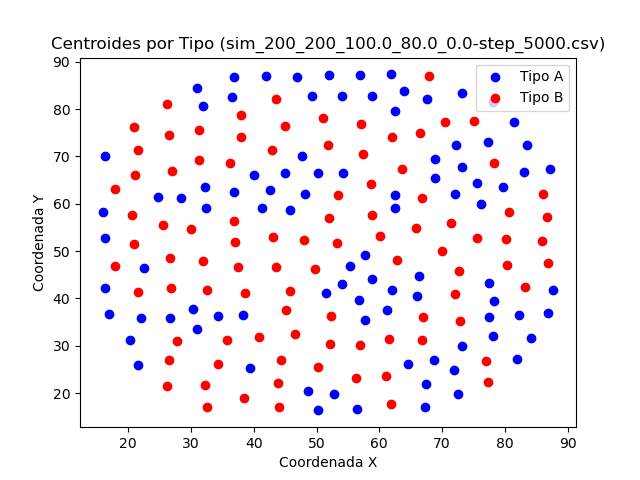 Centroides por Tipo (sim_200_200_100.0_80.0_0.0-step_5000.csv)
90
80
70
60
50
40
30
20
Coordenada Y
Tipo A
Tipo B
20 30 40 50 60 70 80 90
Coordenada X